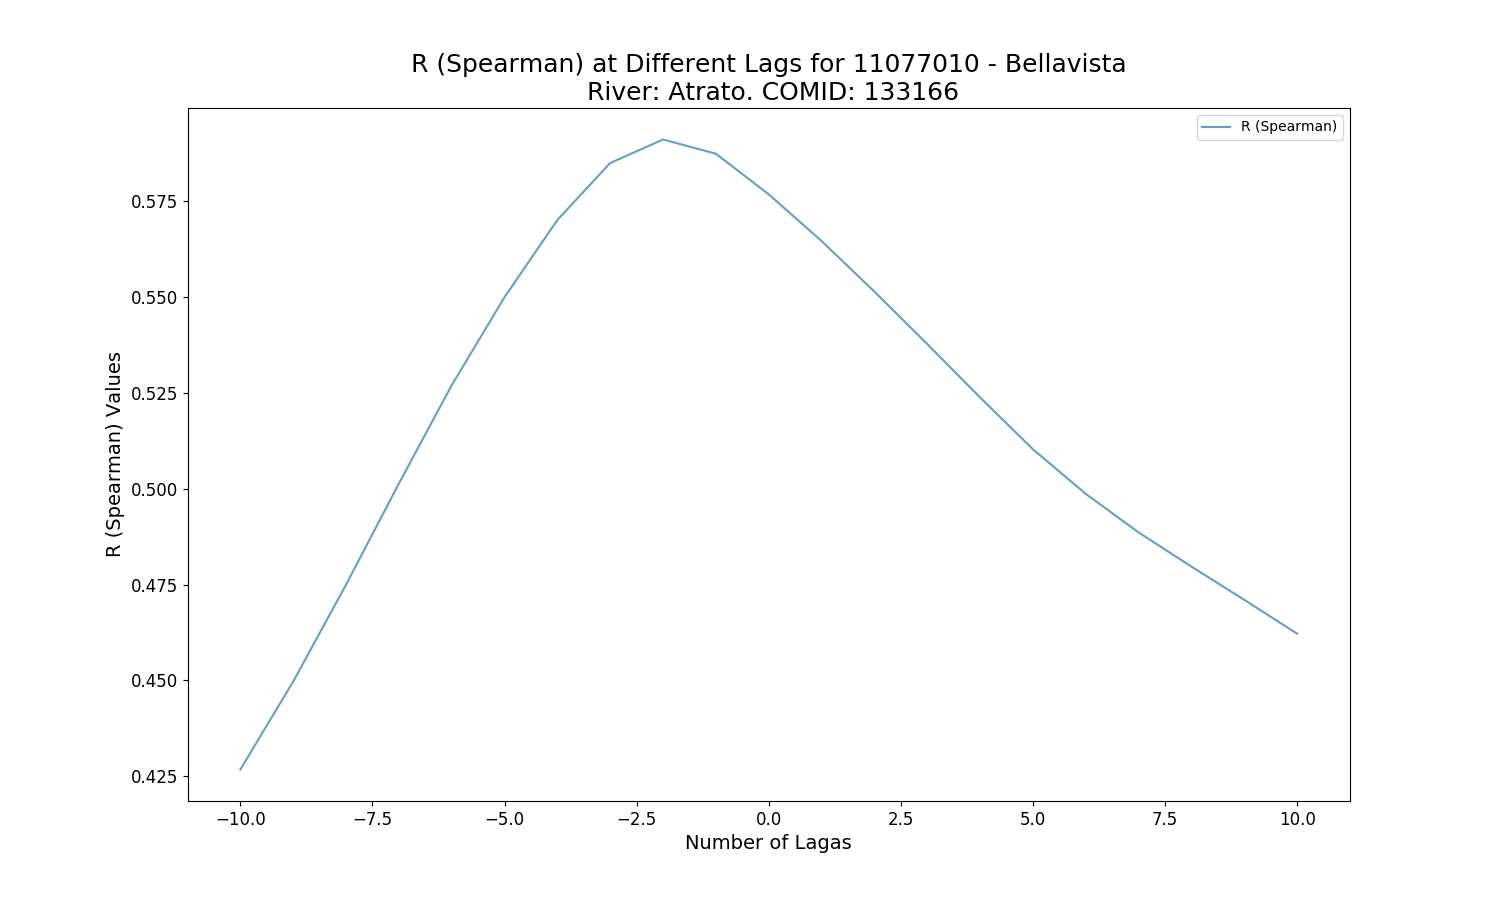 R (Spearman) at Different Lags for 11077010 - Bellavista
River: Atrato. COMID: 133166
R (Spearman)
0.575
0.550
0.525
0.500
0.475
0.450
0.425
R (Spearman) Values
−10.0 −7.5 −5.0 −2.5 0.0 2.5 5.0 7.5 10.0
Number of Lagas